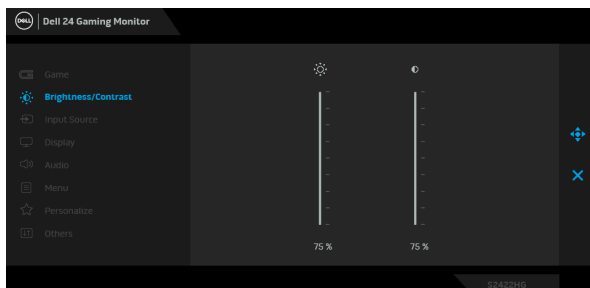 DELL
Dell 24 Gaming Monitor
Game
Brightness/Contrast
Input Source
Display
Audio
Menu
Personalize
Others
75 %
75 %
S2422HG